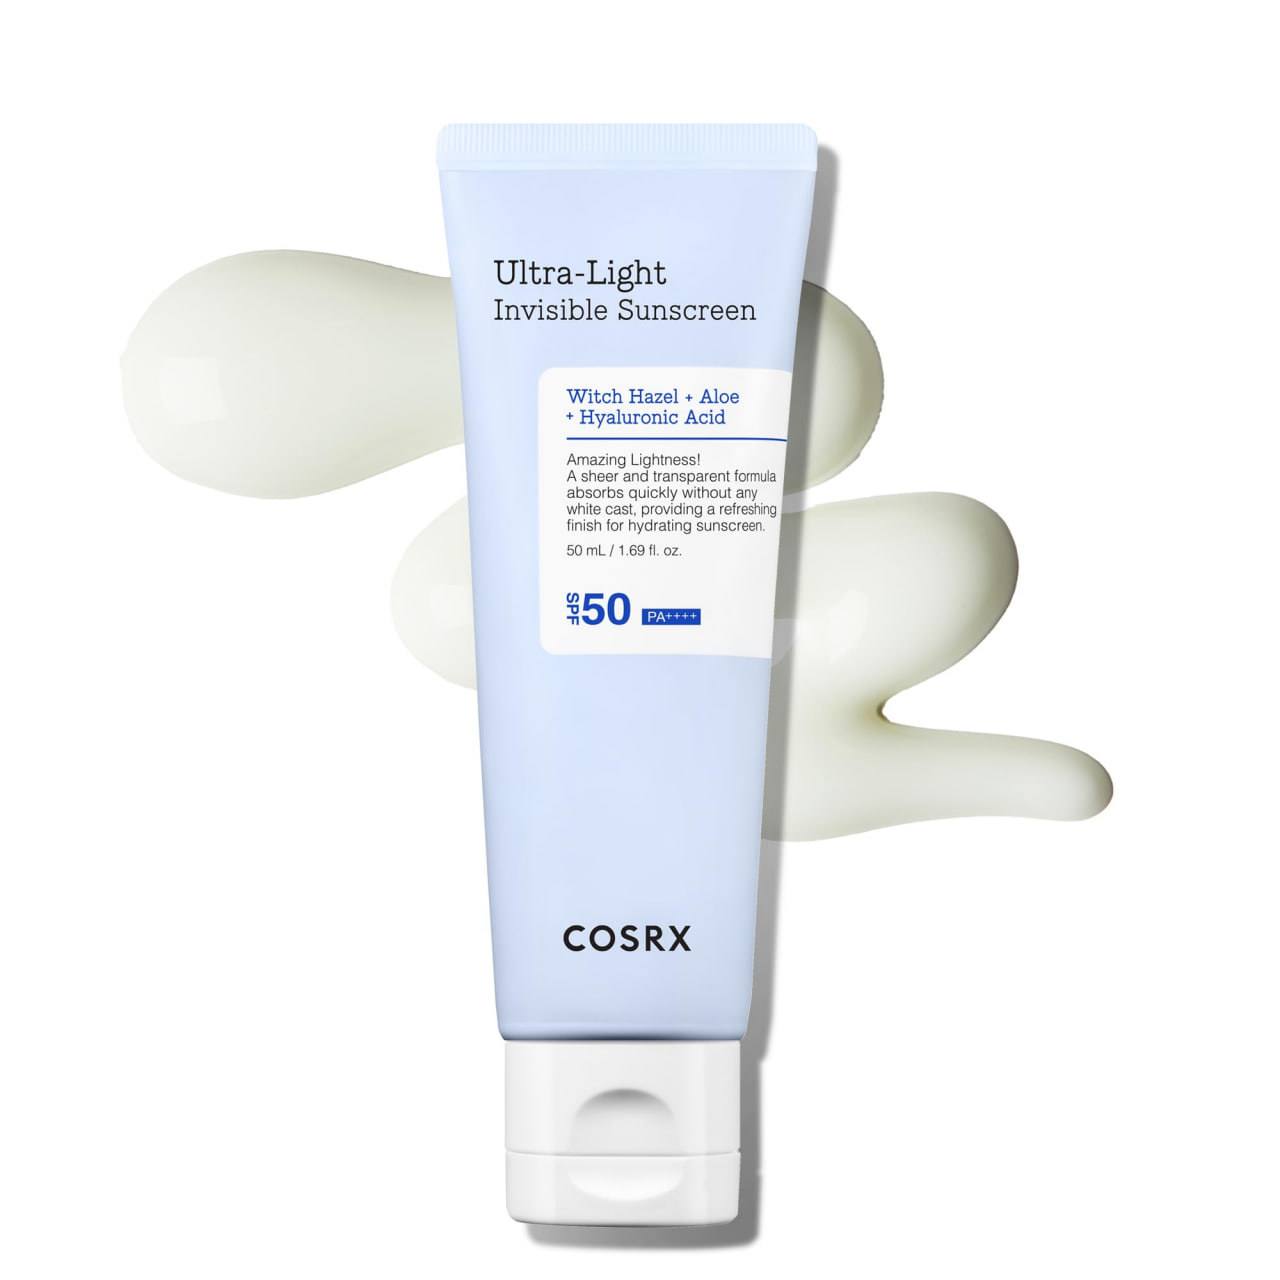 Ultra-Light
Invisible Sunscreen
Witch Hazel + Aloe
+ Hyaluronic Acid
Amazing Lightness!
A sheer and transparent formula
absorbs quickly without any
white cast, providing a refreshing
finish for hydrating sunscreen.
50 mL / 1.69 fl. oz.
SPF 50 PA++++
COSRX